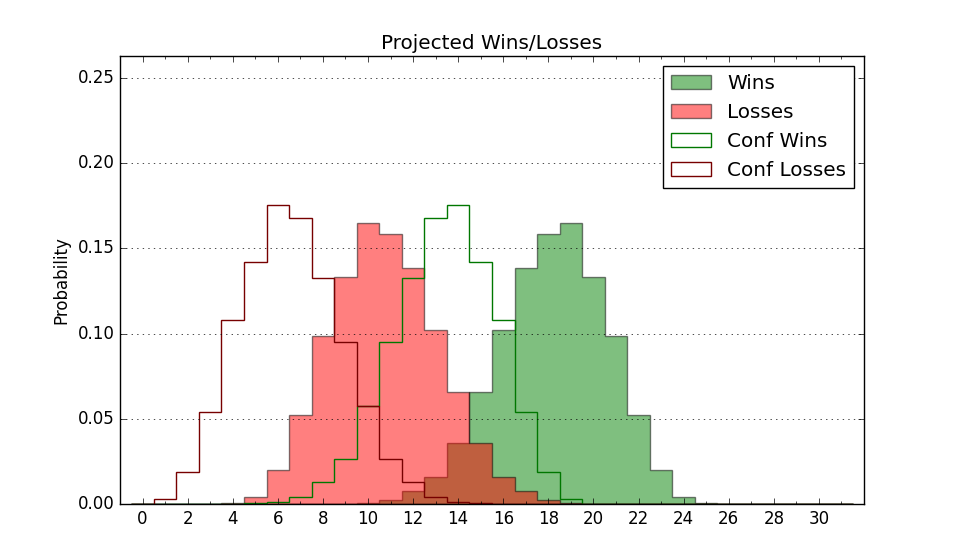 Projected Wins/Losses
0.25
0.20
0.15
0.10
0.05
0.00
Probability
Wins
Losses
Conf Wins
Conf Losses
0 2 4 6 8 10 12 14 16 18 20 22 24 26 28 30